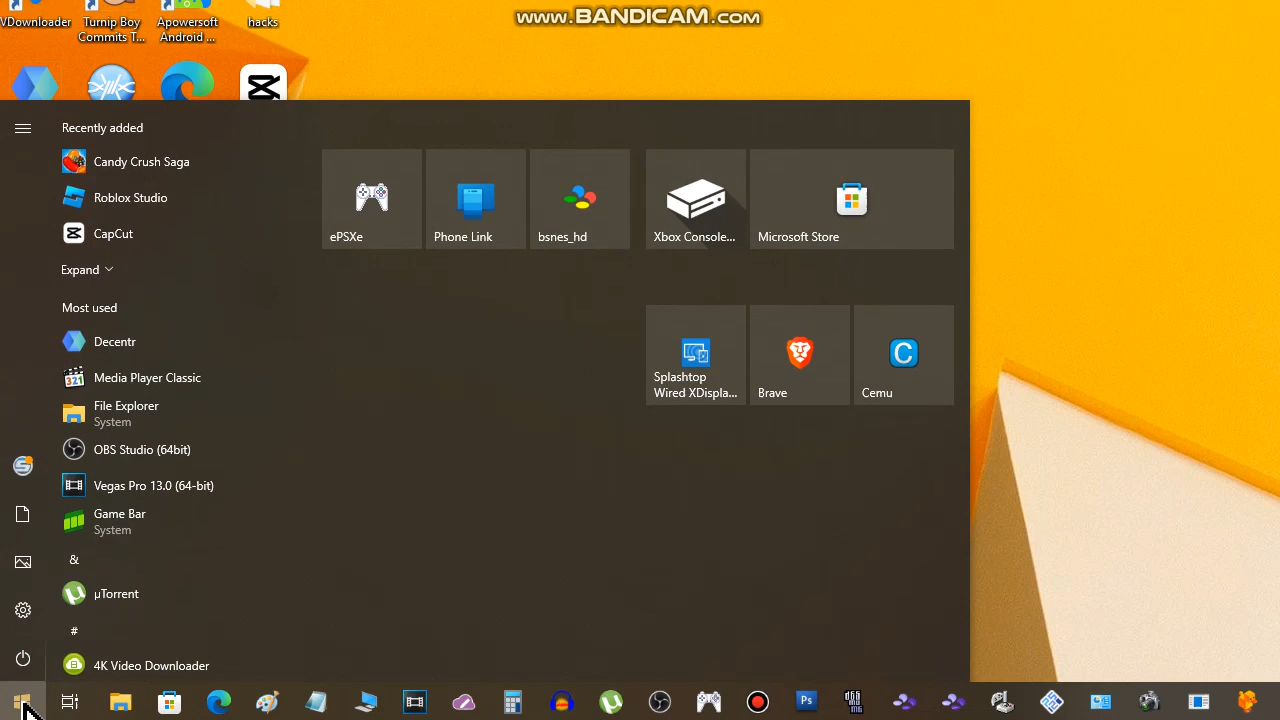 www.BANDICAM.com
VDownloader
Turnip Boy
Commits T...
Apowersoft
Android ...
hacks
Recently added
Candy Crush Saga
Roblox Studio
CapCut
Expand
Most used
Decentr
321
Media Player Classic
File Explorer
System
OBS Studio (64bit)
Vegas Pro 13.0 (64-bit)
Game Bar
System
&
µTorrent
#
4K Video Downloader
ePSXe
Phone Link
bsnes_hd
Xbox Console...
Microsoft Store
Splashtop
Wired XDispla...
Brave
C
Cemu
Ps